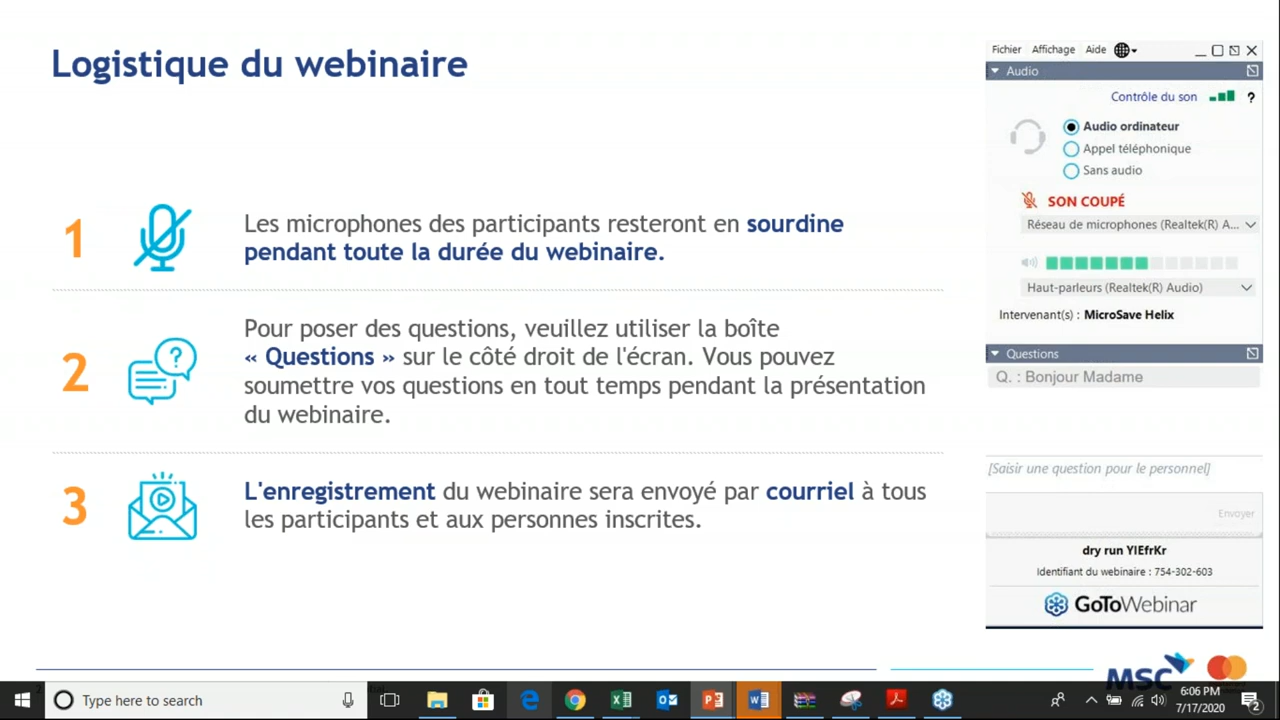 Logistique du webinaire
1
Les microphones des participants resteront en sourdine
pendant toute la durée du webinaire.
2
Pour poser des questions, veuillez utiliser la boîte
« Questions » sur le côté droit de l'écran. Vous pouvez
soumettre vos questions en tout temps pendant la présentation
du webinaire.
3
L'enregistrement du webinaire sera envoyé par courriel à tous
les participants et aux personnes inscrites.
Fichier Affichage Aide
Audio
Contrôle du son ?
Audio ordinateur
Appel téléphonique
Sans audio
SON COUPÉ
Réseau de microphones (Realtek(R) A...
Haut-parleurs (Realtek(R) Audio)
Intervenant(s) : MicroSave Helix
Questions
Q. : Bonjour Madame
[Saisir une question pour le personnel]
Envoyer
dry run YIEfrKr
Identifiant du webinaire : 754-302-603
GoToWebinar
MSC
Type here to search
6:06 PM
7/17/2020
2